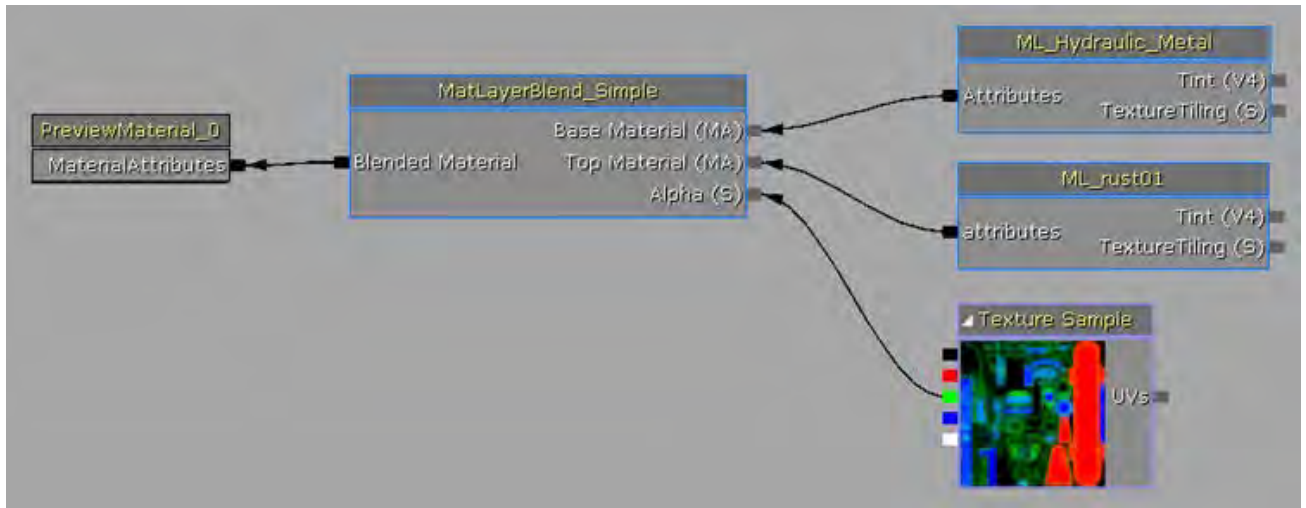 PreviewMaterial_0
MaterialAttributes
MatLayerBlend_Simple
Base Material (MA)
Blended Material
Top Material (MA)
Alpha (S)
ML_Hydraulic_Metal
Tint (V4)
Attributes
TextureTiling (S)
ML_rust01
Tint (V4)
attributes
TextureTiling (S)
Texture Sample
UVs